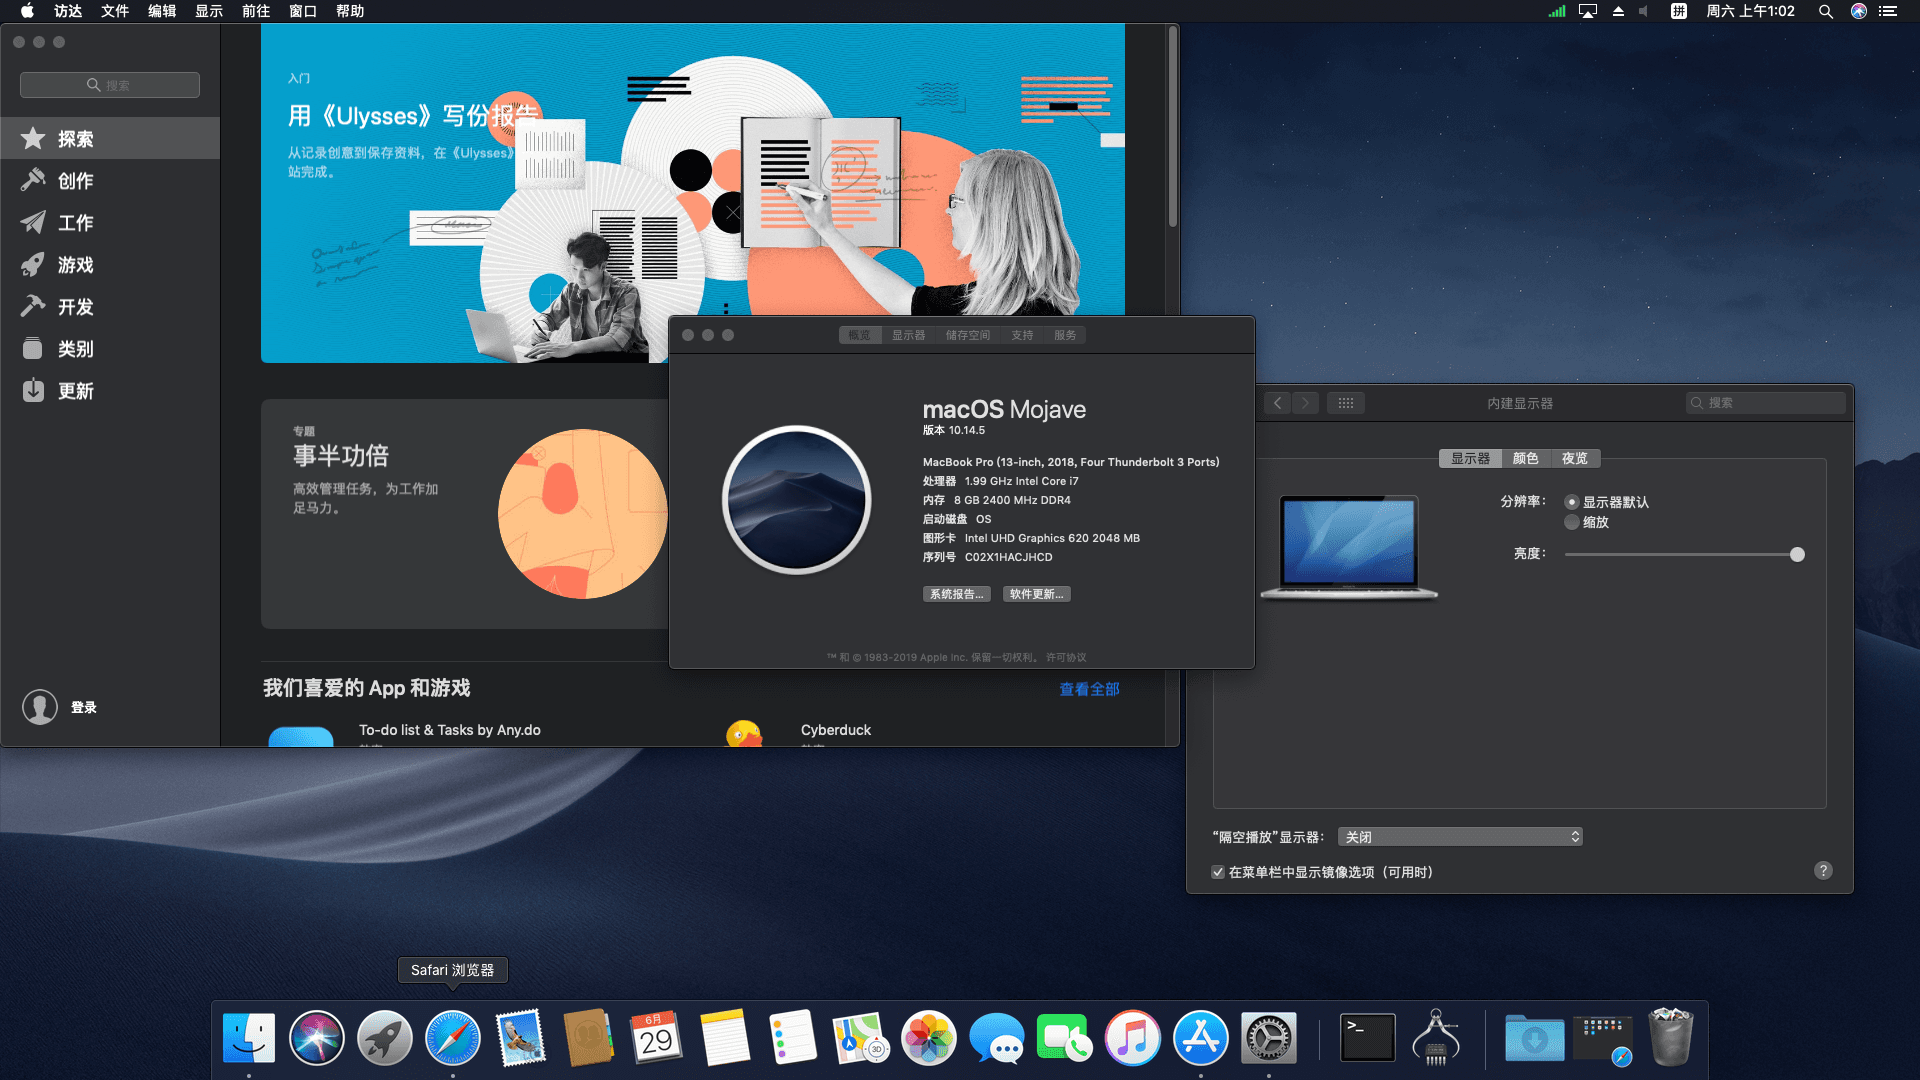 访达 文件 编辑 显示 前往 窗口 帮助
拼 周六 上午1:02
搜索
探索
创作
工作
游戏
开发
类别
更新
登录
入门
用《Ulysses》写份报告
从记录创意到保存资料，在《Ulysses》
站完成。
专题
事半功倍
高效管理任务，为工作加
足马力。
我们喜爱的 App 和游戏
查看全部
To-do list & Tasks by Any.do
Cyberduck
概览 显示器 储存空间 支持 服务
macOS Mojave
版本 10.14.5
MacBook Pro (13-inch, 2018, Four Thunderbolt 3 Ports)
处理器 1.99 GHz Intel Core i7
内存 8 GB 2400 MHz DDR4
启动磁盘 OS
图形卡 Intel UHD Graphics 620 2048 MB
序列号 C02X1HACJHCD
系统报告... 软件更新...
™ 和 © 1983-2019 Apple Inc. 保留一切权利。 许可协议
内建显示器
搜索
显示器 颜色 夜览
分辨率： 显示器默认
缩放
亮度：
“隔空播放”显示器： 关闭
在菜单栏中显示镜像选项（可用时）
?
Safari 浏览器
6月
29
3D
>_